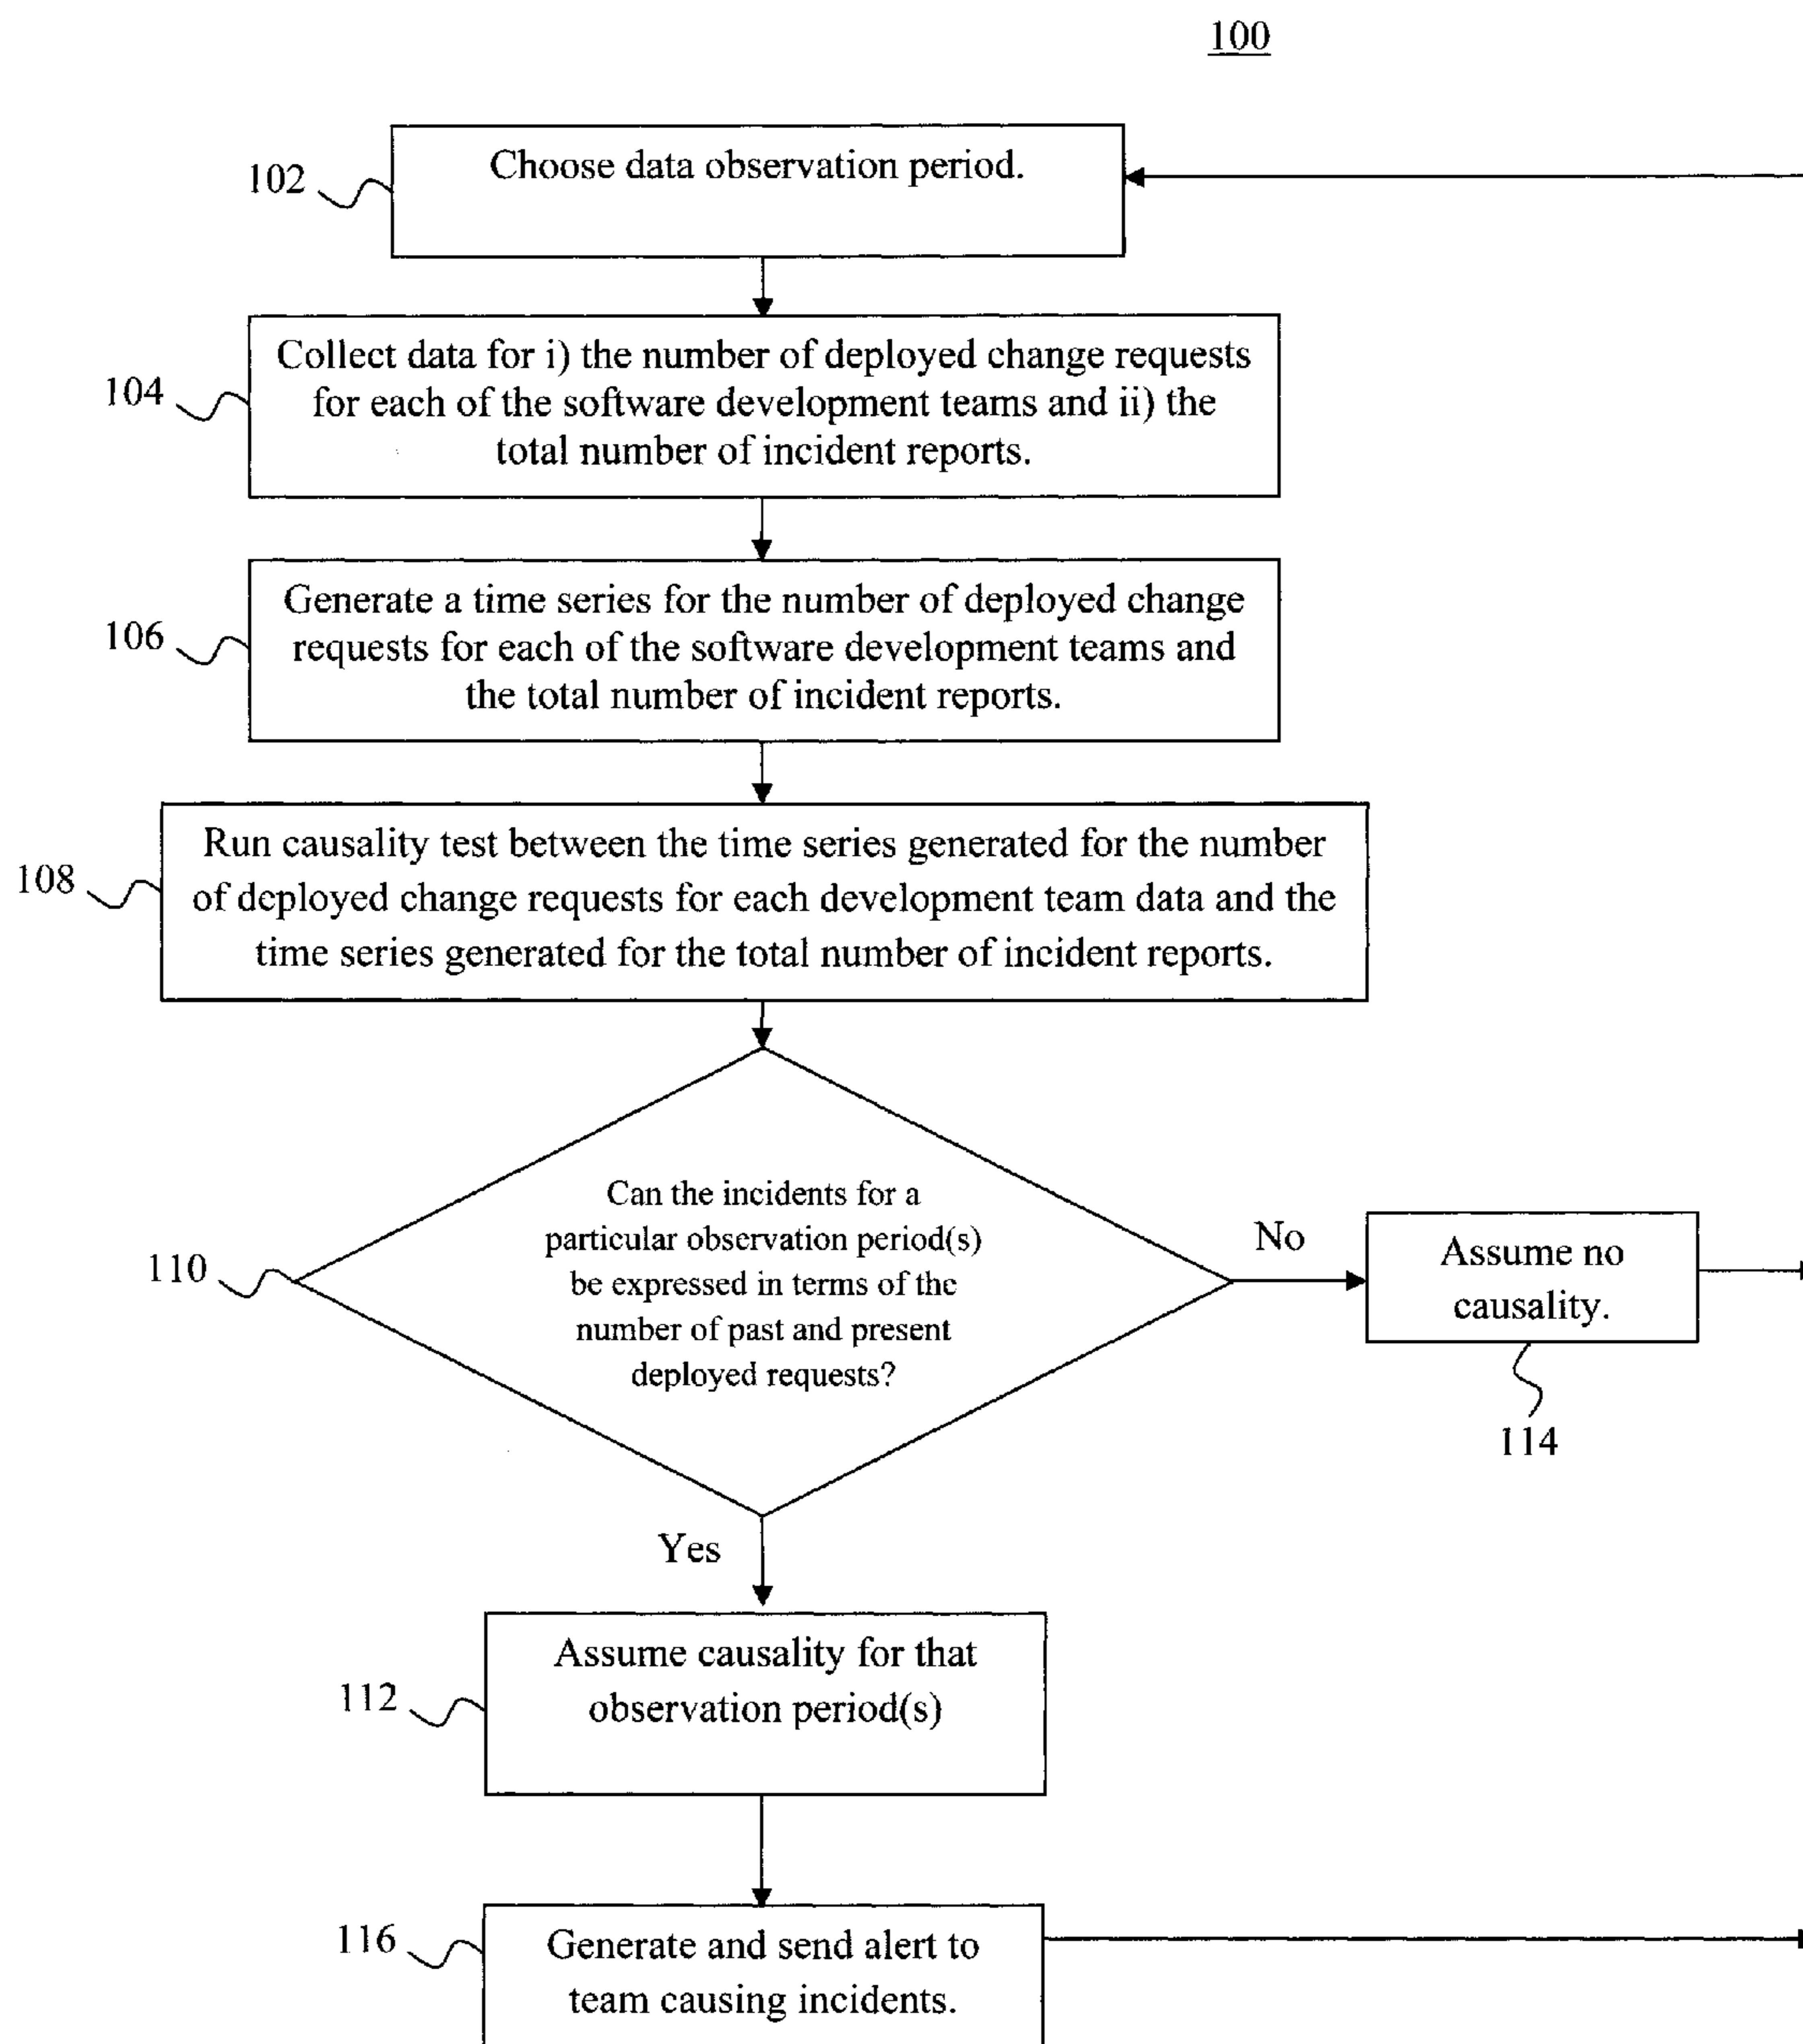 100
102
Choose data observation period.
104
Collect data for i) the number of deployed change requests
for each of the software development teams and ii) the
total number of incident reports.
106
Generate a time series for the number of deployed change
requests for each of the software development teams and
the total number of incident reports.
108
Run causality test between the time series generated for the number
of deployed change requests for each development team data and the
time series generated for the total number of incident reports.
110
Can the incidents for a
particular observation period(s)
be expressed in terms of the
number of past and present
deployed requests?
No
Assume no
causality.
114
Yes
112
Assume causality for that
observation period(s)
116
Generate and send alert to
team causing incidents.